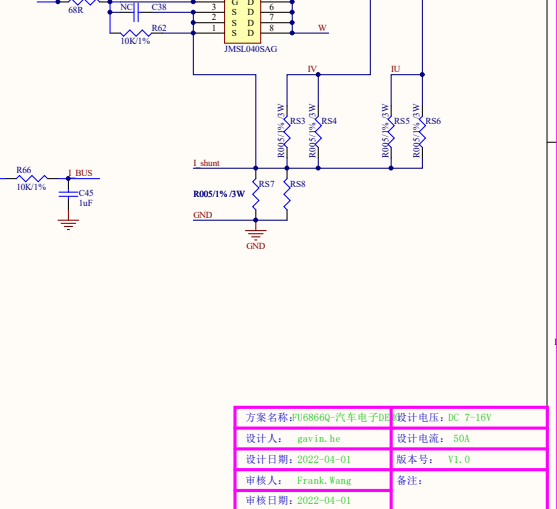 68R
NC C38
R62
10K/1%
G D
3 S D 6
2 S D 7
1 S D 8
W
JMSL040SAG
IV
IU
R005/1% /3W RS3
R005/1% /3W RS4
R005/1% /3W RS5
R005/1% /3W RS6
I_shunt
R66
10K/1%
I_BUS
C45
1uF
R005/1% /3W
RS7
RS8
GND
GND
方案名称:FU6866Q-汽车电子DE
设计电压: DC 7-16V
设计人: gavin.he
设计电流: 50A
设计日期: 2022-04-01
版本号: V1.0
审核人: Frank.Wang
备注:
审核日期: 2022-04-01